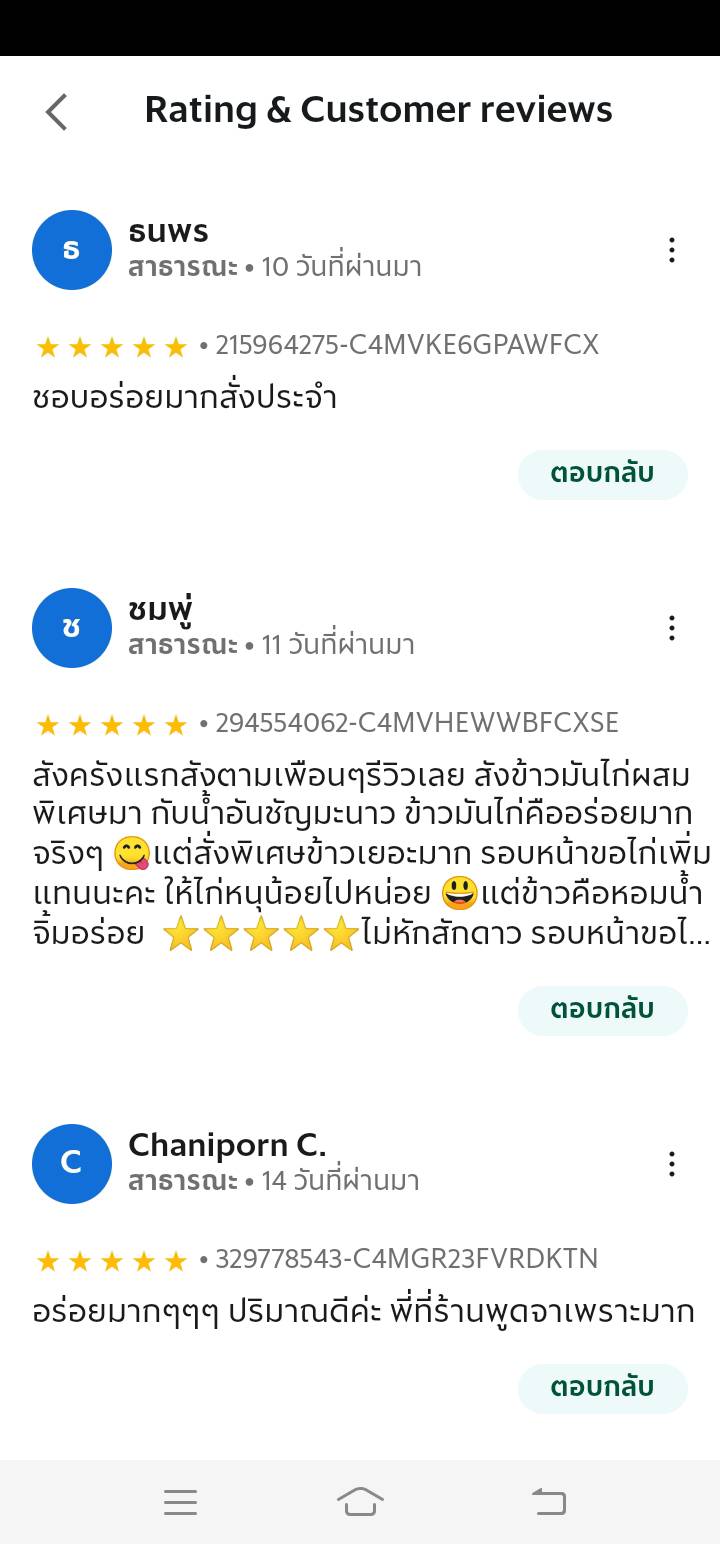 Rating & Customer reviews
ธ
ธนพร
สาธารณะ • 10 วันที่ผ่านมา
★★★★★ • 215964275-C4MVKE6GPAWFCX
ชอบอร่อยมากสั่งประจำ
ตอบกลับ
ช
ชมพู่
สาธารณะ • 11 วันที่ผ่านมา
★★★★★ • 294554062-C4MVHEWWBFCXSE
สังครังแรกสังตามเพือนๆรีวิวเลย สังข้าวมันไก่ผสม
พิเศษมา กับน้ำอันชัญมะนาว ข้าวมันไก่คืออร่อยมาก
จริงๆ 😋แต่สั่งพิเศษข้าวเยอะมาก รอบหน้าขอไก่เพิ่ม
แทนนะคะ ให้ไก่หนุน้อยไปหน่อย 😃แต่ข้าวคือหอมน้ำ
จิ้มอร่อย ⭐⭐⭐⭐⭐ไม่หักสักดาว รอบหน้าขอไ...
ตอบกลับ
C
Chaniporn C.
สาธารณะ • 14 วันที่ผ่านมา
★★★★★ • 329778543-C4MGR23FVRDKTN
อร่อยมากๆๆๆ ปริมาณดีค่ะ พี่ที่ร้านพูดจาเพราะมาก
ตอบกลับ